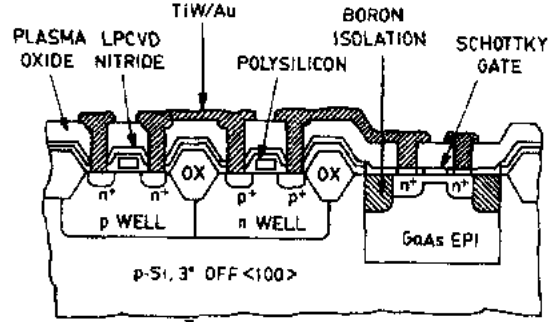 TiW/Au
BORON
ISOLATION
PLASMA
OXIDE
LPCVD
NITRIDE
POLYSILICON
SCHOTTKY
GATE
n+
n+
OX
p+
p+
OX
n+
n+
p WELL
n WELL
GaAs EPI
p-Si, 3° OFF <100>